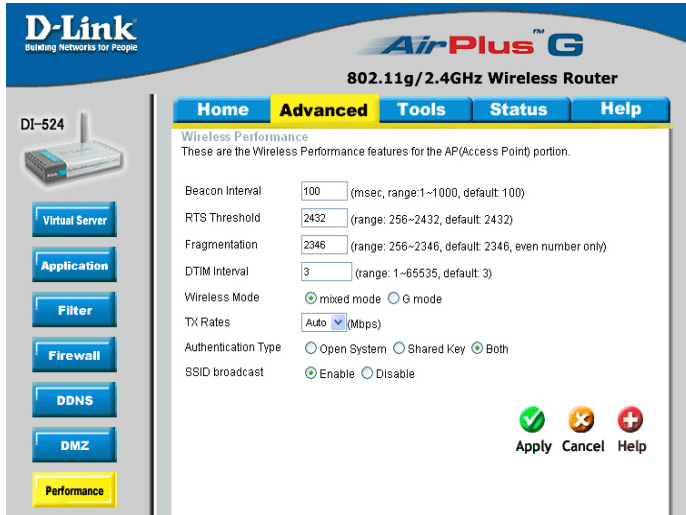 D-Link
Building Networks for People
AirPlus™ G
802.11g/2.4GHz Wireless Router
DI-524
Home Advanced Tools Status Help
Wireless Performance
These are the Wireless Performance features for the AP(Access Point) portion.
Beacon Interval 100 (msec, range:1~1000, default: 100)
RTS Threshold 2432 (range: 256~2432, default: 2432)
Fragmentation 2346 (range: 256~2346, default: 2346, even number only)
DTIM Interval 3 (range: 1~65535, default: 3)
Wireless Mode mixed mode G mode
TX Rates Auto (Mbps)
Authentication Type Open System Shared Key Both
SSID broadcast Enable Disable
Apply Cancel Help
Virtual Server
Application
Filter
Firewall
DDNS
DMZ
Performance